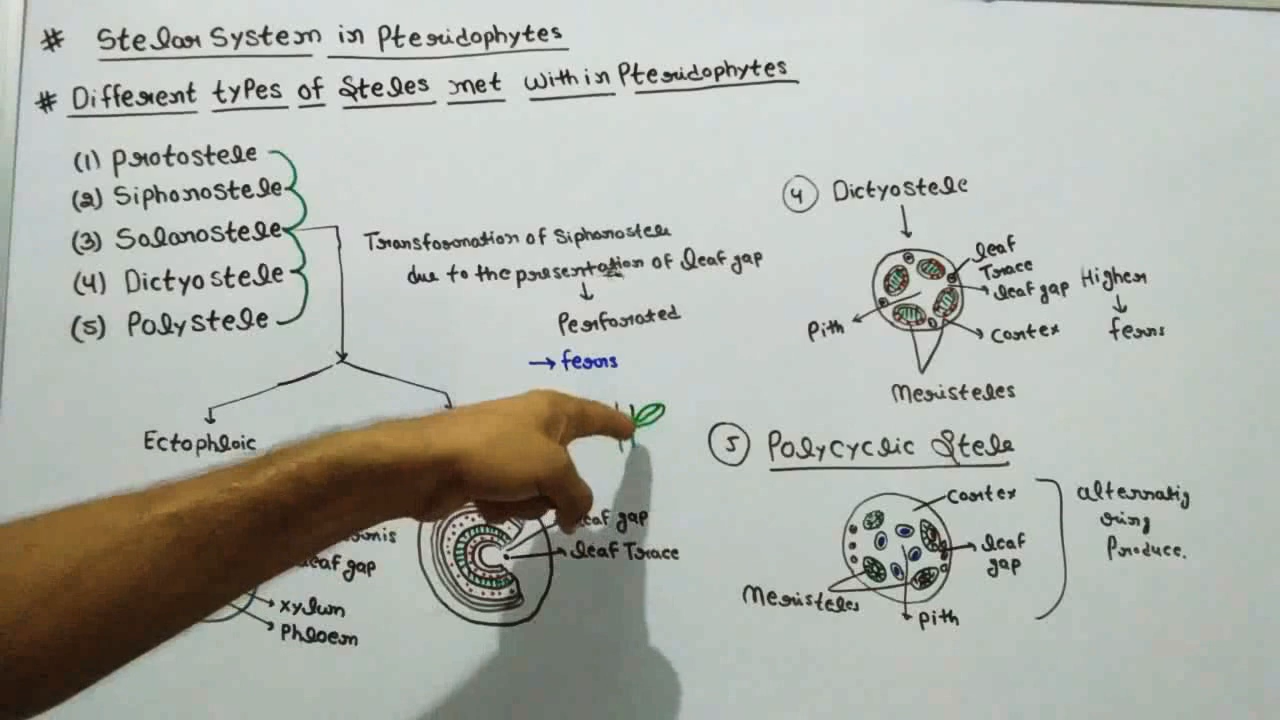 # Stelar System in Pteridophytes
# Different types of Steles met within Pteridophytes
(1) Protostele
(2) Siphonostele
(3) Solanostele
(4) Dictyostele
(5) Polystele
Transformation of Siphonostele
due to the presentation of leaf gap
Perforated
→ ferns
Ectophloic
leaf gap
xylum
Phloem
leaf gap
leaf Trace
4 Dictyostele
leaf
Trace
leaf gap
Cortex
Pith
Meristeles
Higher
ferns
5 Polycyclic Stele
Cortex
leaf
gap
Meristeles
Pith
alternatig
ring
Produce.